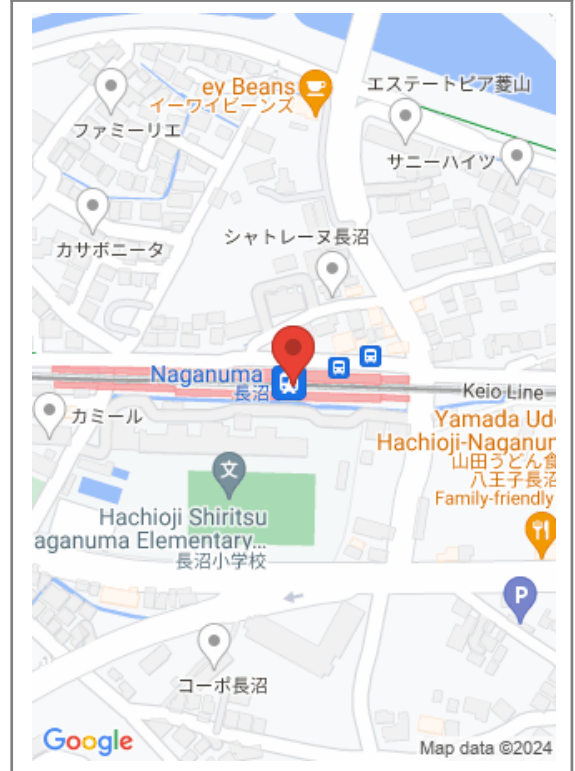 ev Beans
イーワイビーンズ
エステートピア菱山
ファミーリエ
サニーハイツ
カサボニータ
シャトレーヌ長沼
Naganuma
長沼
Keio Line
カミール
Yamada Ud
Hachioji-Naganur
山田うどん食
八王子長沼
Family-friendly
文
Hachioji Shiritsu
aganuma Elementary...
長沼小学校
P
コーポ長沼
Google
Map data ©2024